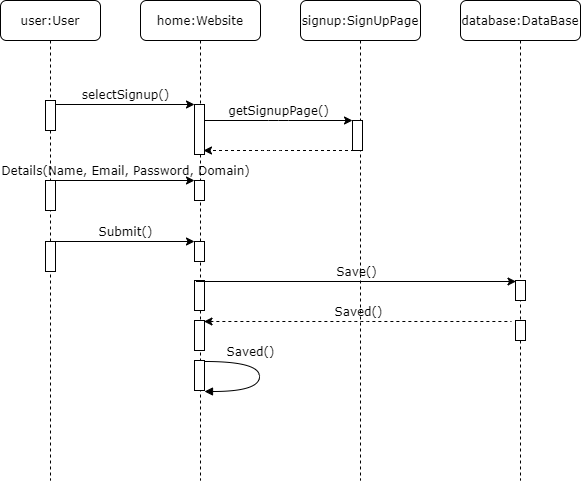 user:User
home:Website
signup:SignUpPage
database:DataBase
selectSignup()
getSignupPage()
Details(Name, Email, Password, Domain)
Submit()
Save()
Saved()
Saved()